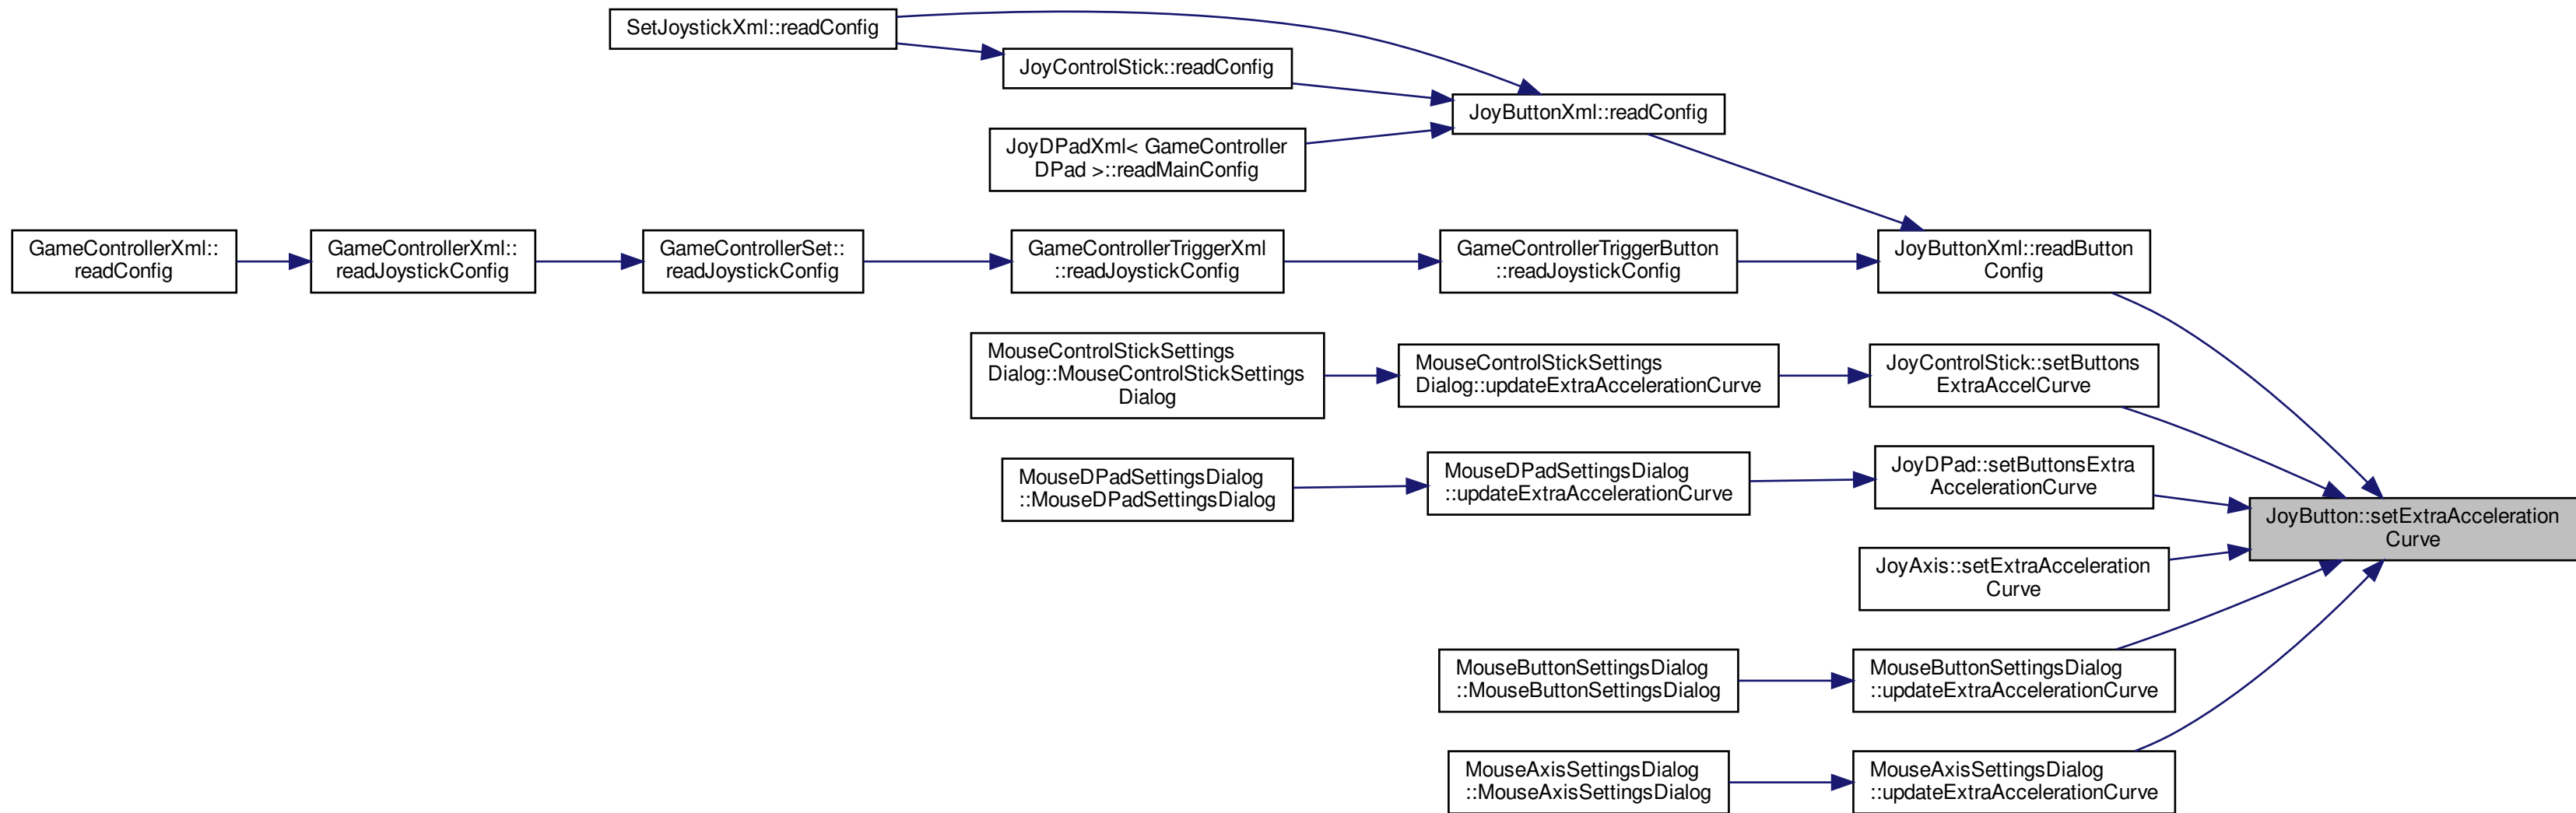 SetJoystickXml::readConfig
JoyControlStick::readConfig
JoyButtonXml::readConfig
JoyDPadXml< GameController
DPad >::readMainConfig
GameControllerXml::
readConfig
GameControllerXml::
readJoystickConfig
GameControllerSet::
readJoystickConfig
GameControllerTriggerXml
::readJoystickConfig
GameControllerTriggerButton
::readJoystickConfig
JoyButtonXml::readButton
Config
MouseControlStickSettings
Dialog::MouseControlStickSettings
Dialog
MouseControlStickSettings
Dialog::updateExtraAccelerationCurve
JoyControlStick::setButtons
ExtraAccelCurve
MouseDPadSettingsDialog
::MouseDPadSettingsDialog
MouseDPadSettingsDialog
::updateExtraAccelerationCurve
JoyDPad::setButtonsExtra
AccelerationCurve
JoyButton::setExtraAcceleration
Curve
JoyAxis::setExtraAcceleration
Curve
MouseButtonSettingsDialog
::MouseButtonSettingsDialog
MouseButtonSettingsDialog
::updateExtraAccelerationCurve
MouseAxisSettingsDialog
::MouseAxisSettingsDialog
MouseAxisSettingsDialog
::updateExtraAccelerationCurve